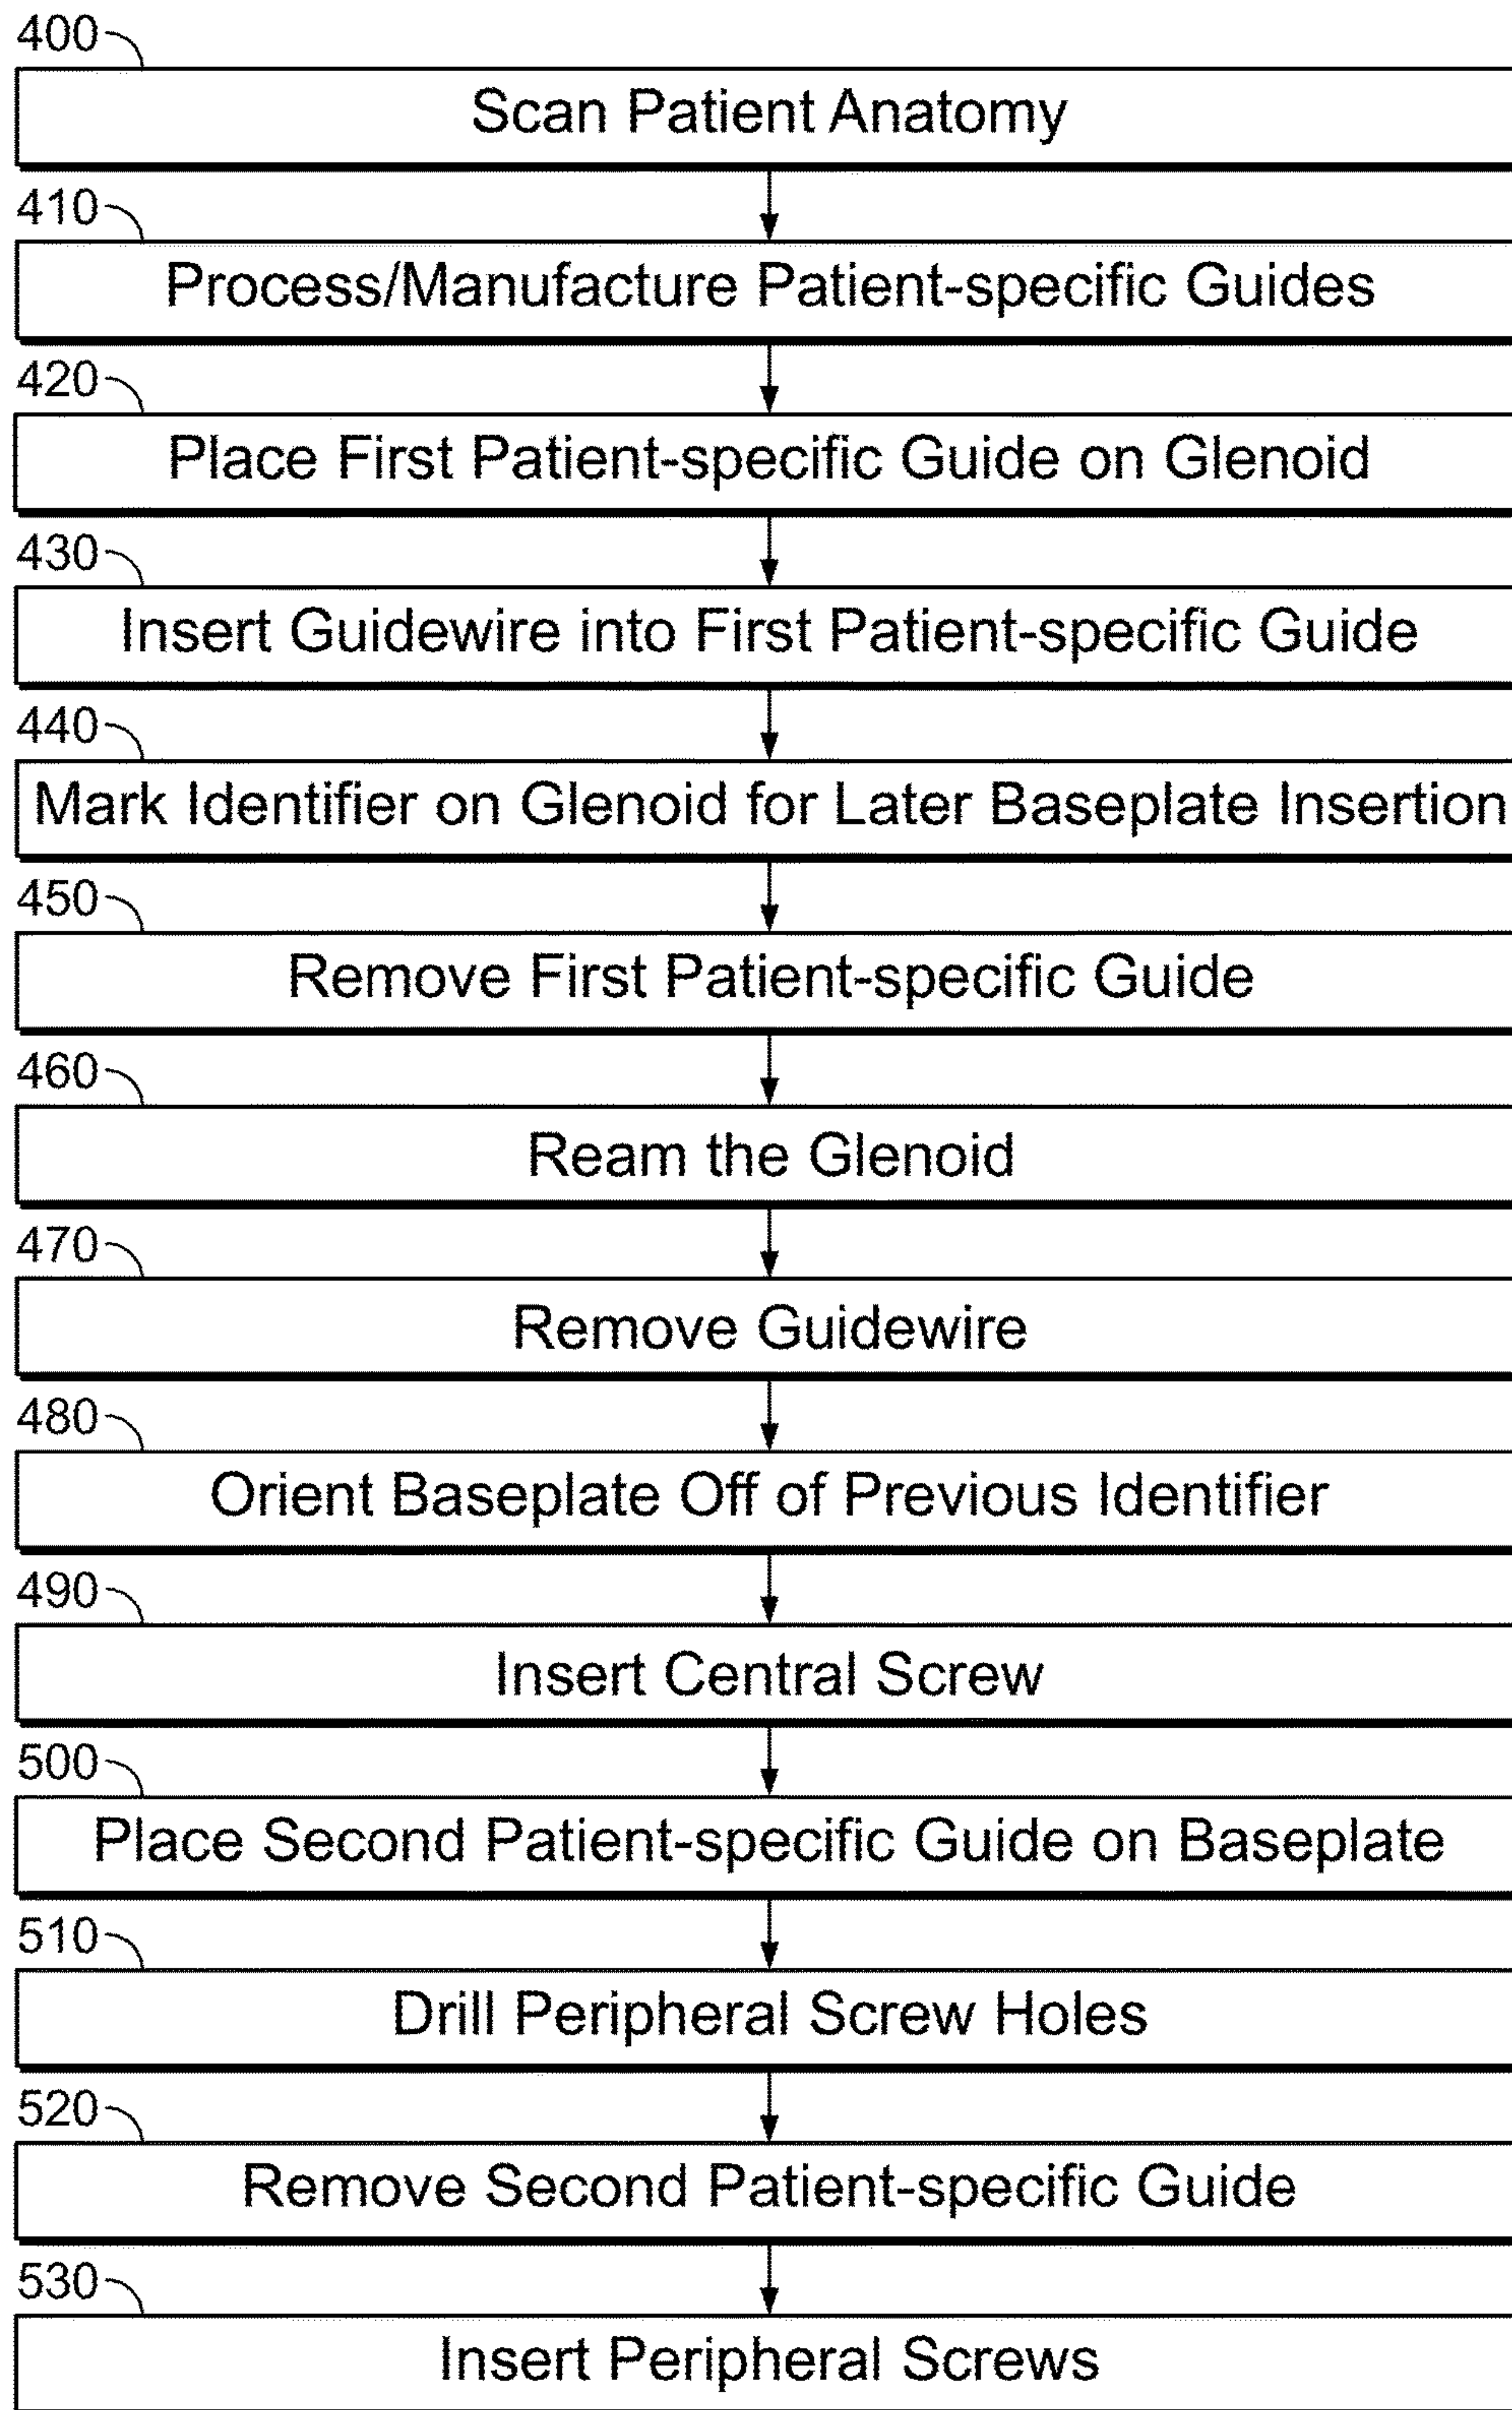 400
Scan Patient Anatomy
410
Process/Manufacture Patient-specific Guides
420
Place First Patient-specific Guide on Glenoid
430
Insert Guidewire into First Patient-specific Guide
440
Mark Identifier on Glenoid for Later Baseplate Insertion
450
Remove First Patient-specific Guide
460
Ream the Glenoid
470
Remove Guidewire
480
Orient Baseplate Off of Previous Identifier
490
Insert Central Screw
500
Place Second Patient-specific Guide on Baseplate
510
Drill Peripheral Screw Holes
520
Remove Second Patient-specific Guide
530
Insert Peripheral Screws